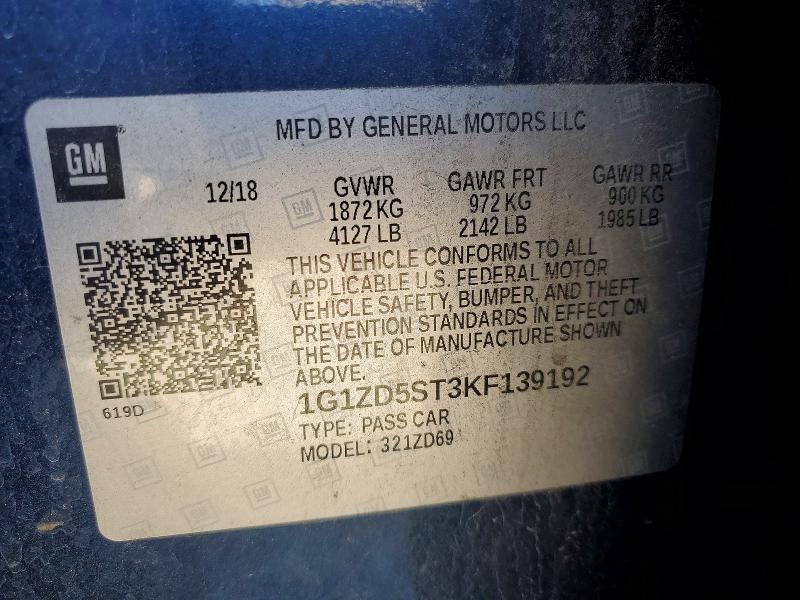 MFD BY GENERAL MOTORS LLC
GM
12/18
GVWR
1872 KG
4127 LB
GAWR FRT
972 KG
2142 LB
GAWR RR
900 KG
1985 LB
THIS VEHICLE CONFORMS TO ALL
APPLICABLE U.S. FEDERAL MOTOR
VEHICLE SAFETY, BUMPER, AND THEFT
PREVENTION STANDARDS IN EFFECT ON
THE DATE OF MANUFACTURE SHOWN
ABOVE.
619D
1G1ZD5ST3KF139192
TYPE: PASS CAR
MODEL: 321ZD69